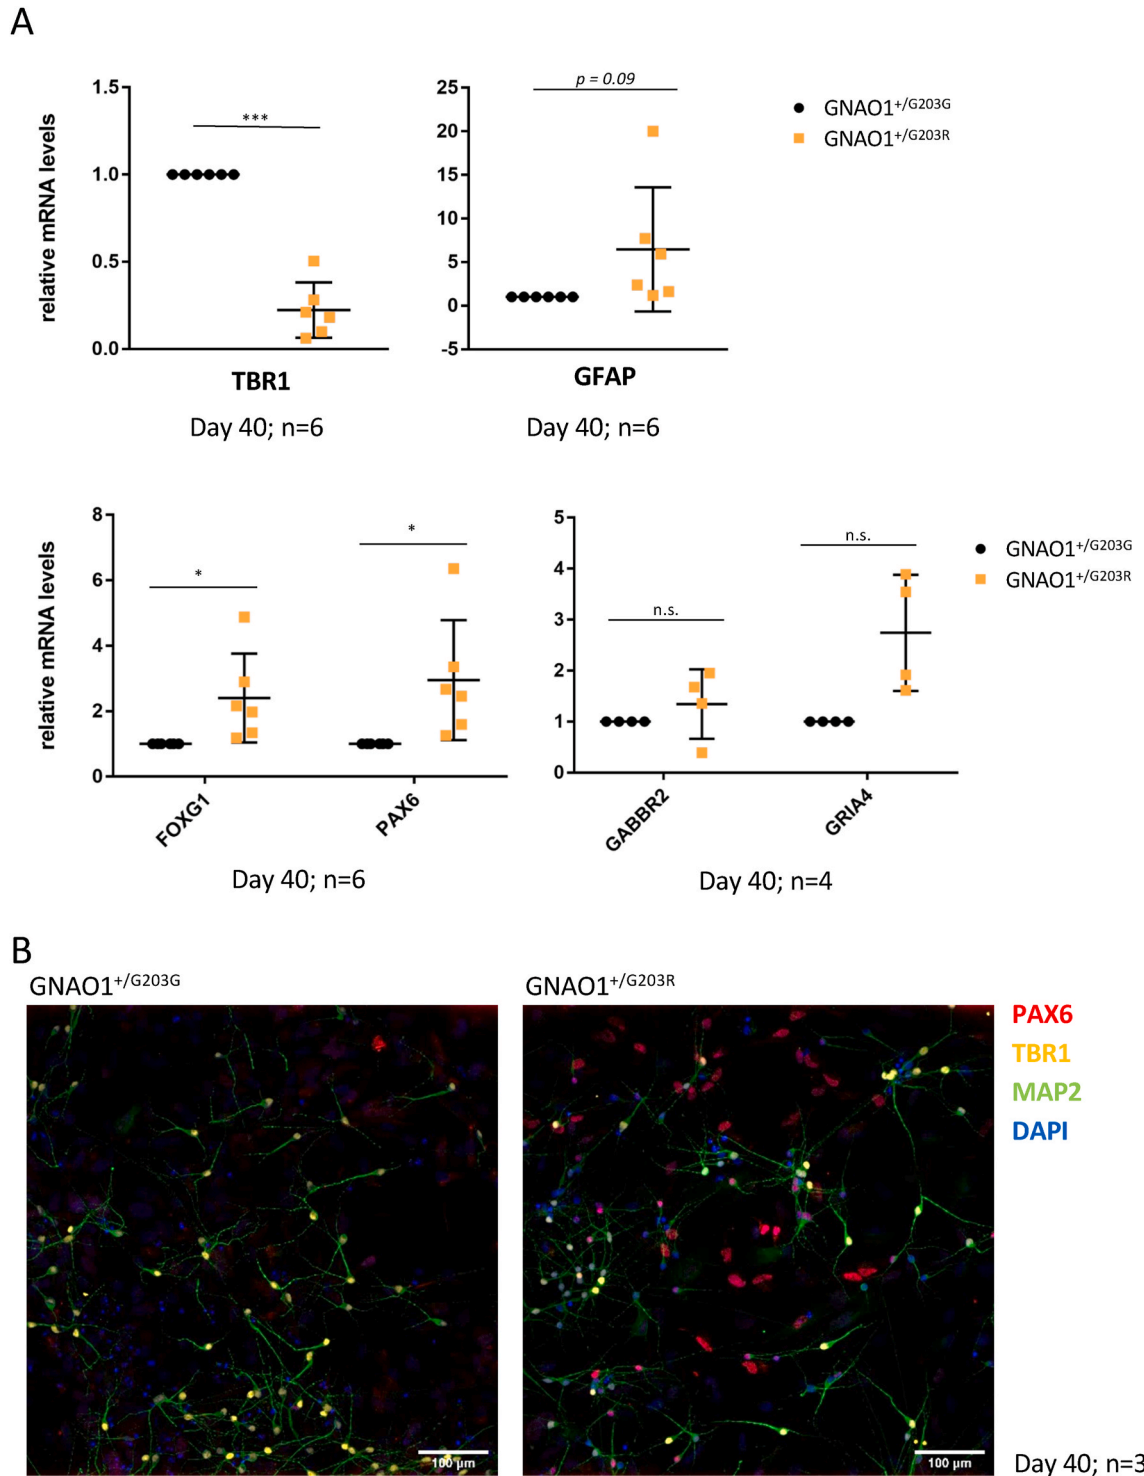 A
1.5
1.0
0.5
0.0
relative mRNA levels
***
TBR1
Day 40; n=6
25
20
15
10
5
0
-5
p = 0.09
GFAP
Day 40; n=6
GNAO1+/G203G
GNAO1+/G203R
8
6
4
2
0
relative mRNA levels
*
*
FOXG1
PAX6
Day 40; n=6
5
4
3
2
1
0
n.s.
n.s.
GABBR2
GRIA4
Day 40; n=4
GNAO1+/G203G
GNAO1+/G203R
B
GNAO1+/G203G
GNAO1+/G203R
PAX6
TBR1
MAP2
DAPI
100 µm
100 µm
Day 40; n=3